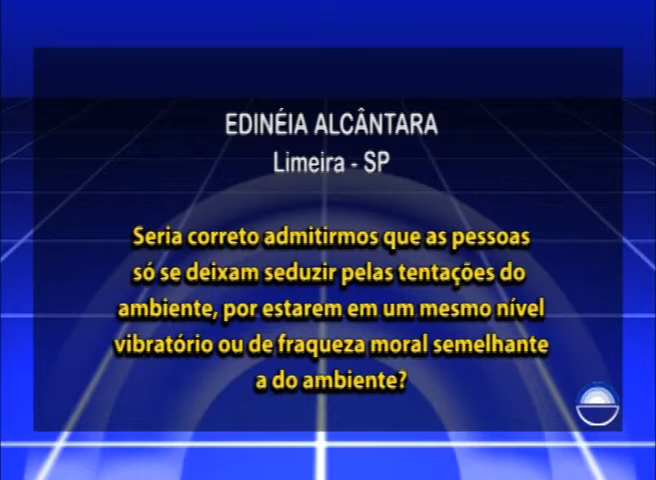 EDINÉIA ALCÂNTARA
Limeira - SP
Seria correto admitirmos que as pessoas
só se deixam seduzir pelas tentações do
ambiente, por estarem em um mesmo nível
vibratório ou de fraqueza moral semelhante
a do ambiente?